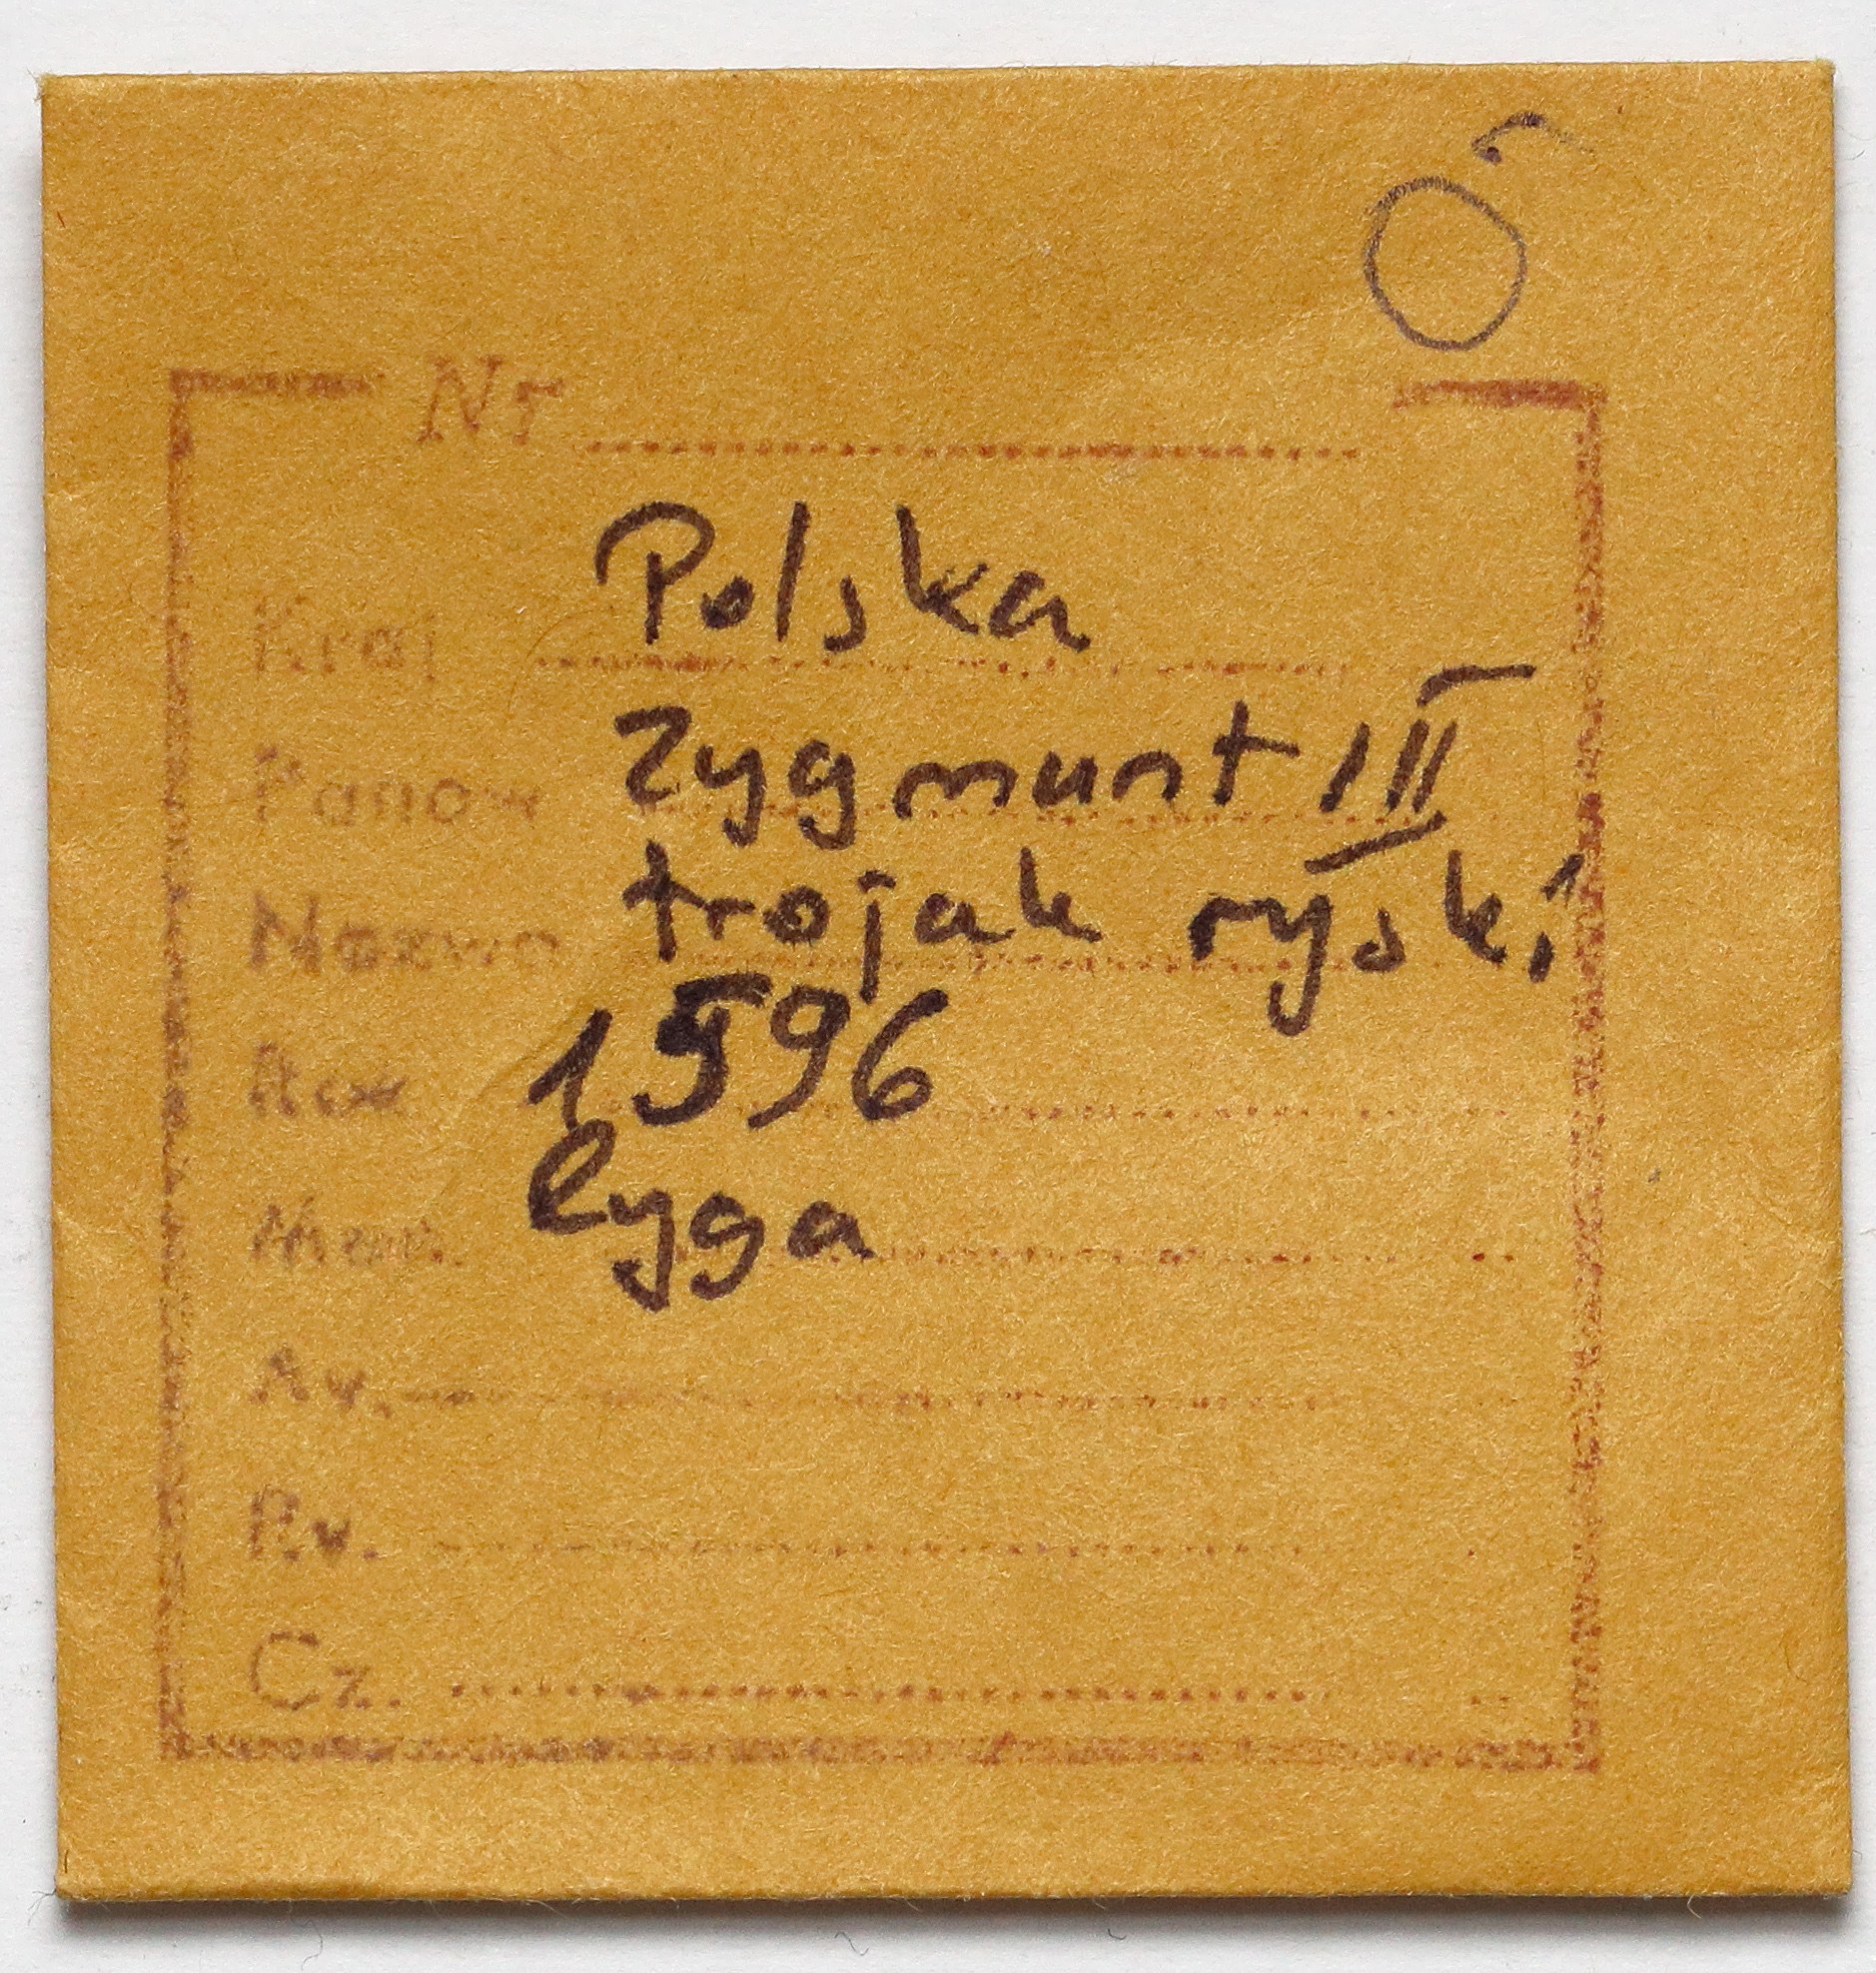 Nr
Kraj Polska
Panow Zygmunt III
Nazwa trojak ryski
Rok 1596
Menn. Ryga
Av.
Rv.
Cz.